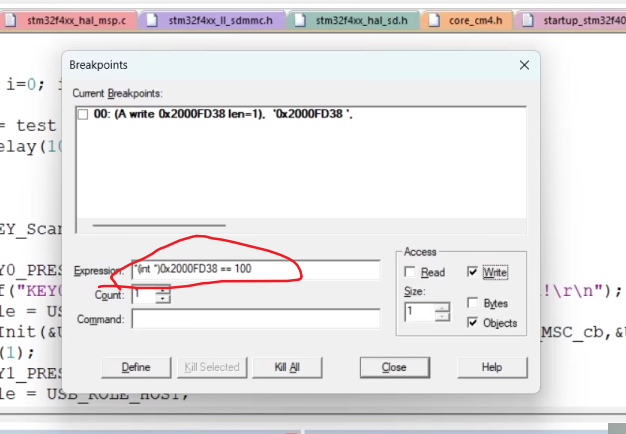 stm32f4xx_hal_msp.c stm32f4xx_ll_sdmmc.h stm32f4xx_hal_sd.h core_cm4.h startup_stm32f40
Breakpoints
i=0; i
Current Breakpoints:
00: (A write 0x2000FD38 len=1), '0x2000FD38 ',
= test
elay(10
EY_Scan
Access
Expression: *(int *)0x2000FD38 == 100
Read Write
Y0_PRES
Count: 1
Size:
f("KEY0 !\r\n");
1
Bytes
le = US
Command:
Objects
Init(&U MSC_cb,&U
(1);
Define Kill Selected Kill All Close Help
Y1_PRES
le = USB_ROLE_HOST;